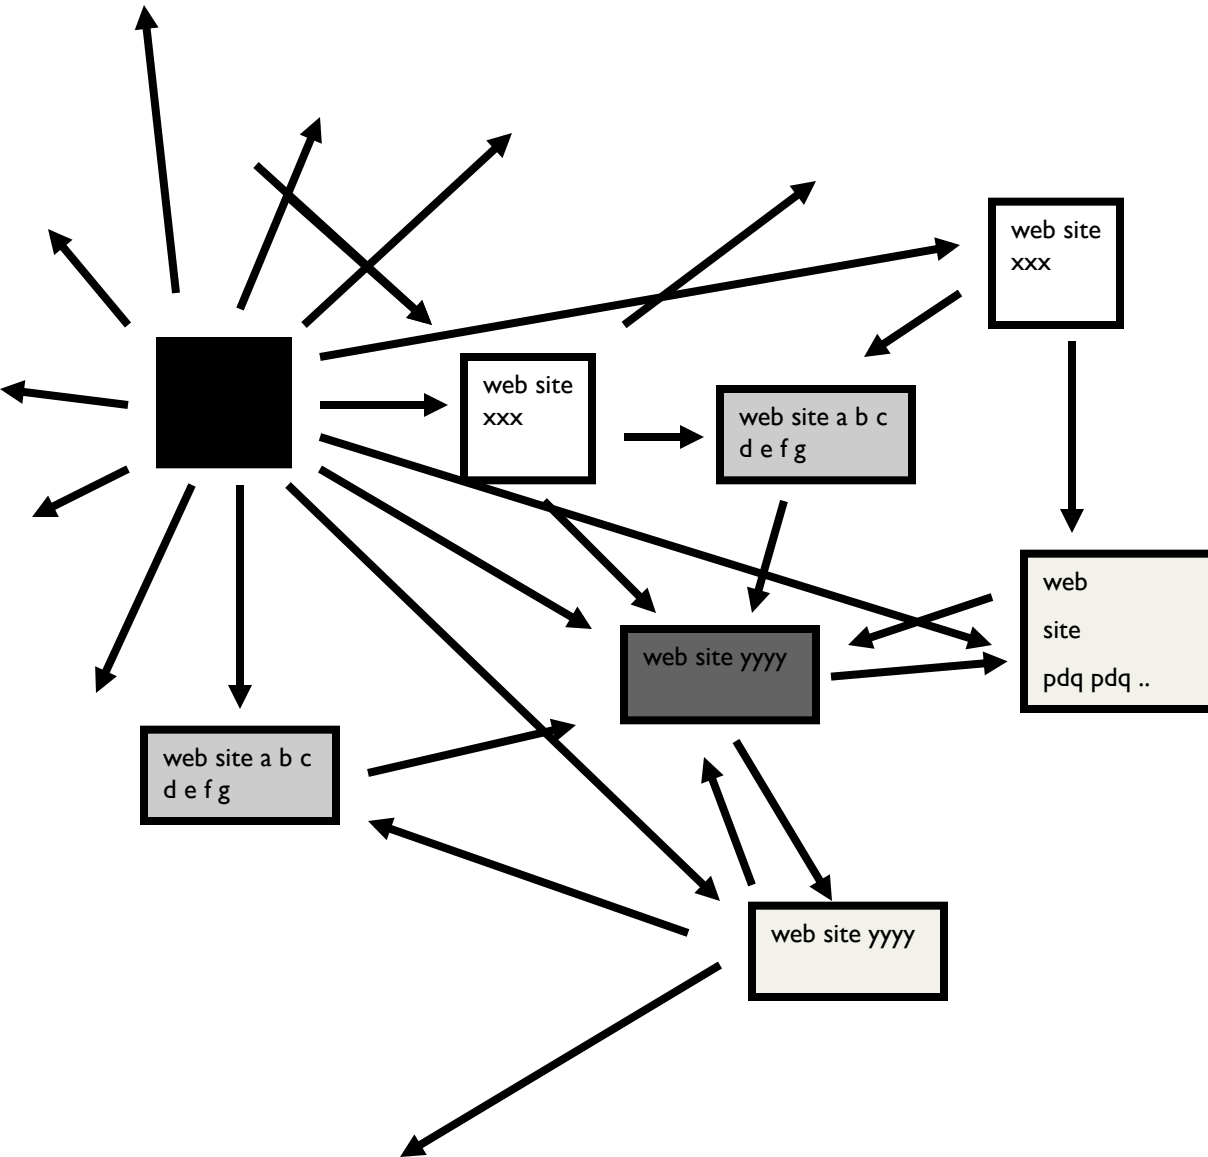 web site
xxx
web site
xxx
web site a b c
d e f g
web
site
pdq pdq ..
web site yyyy
web site a b c
d e f g
web site yyyy